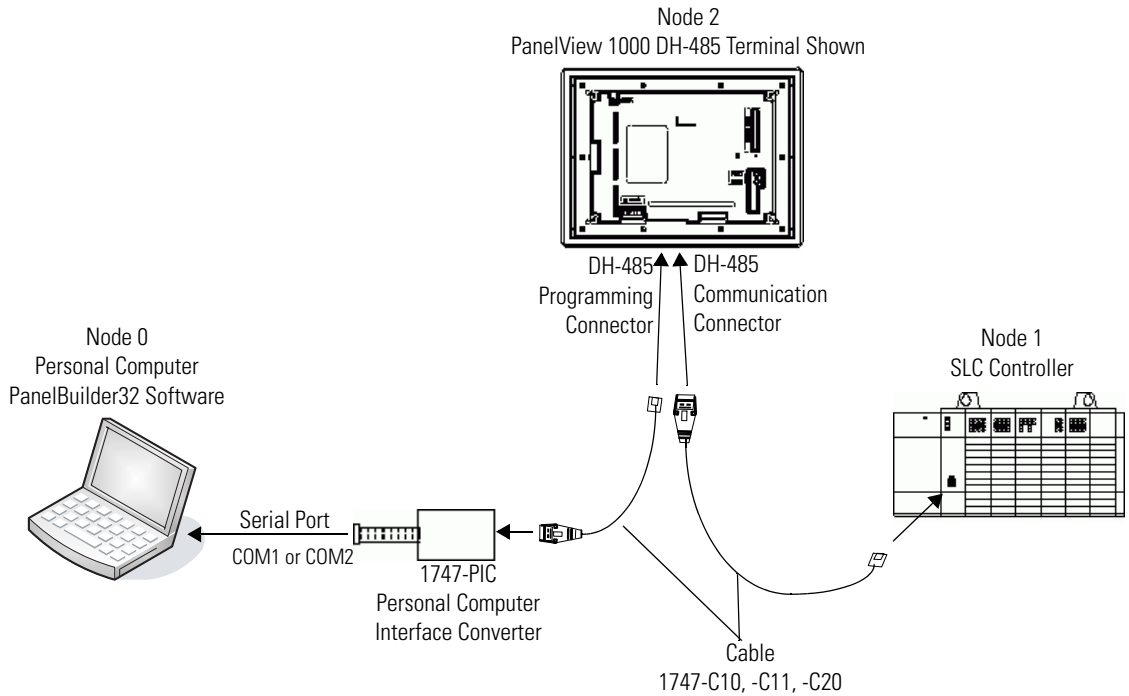 Node 2
PanelView 1000 DH-485 Terminal Shown
DH-485
Programming
Connector
DH-485
Communication
Connector
Node 0
Personal Computer
PanelBuilder32 Software
Node 1
SLC Controller
Serial Port
COM1 or COM2
1747-PIC
Personal Computer
Interface Converter
Cable
1747-C10, -C11, -C20